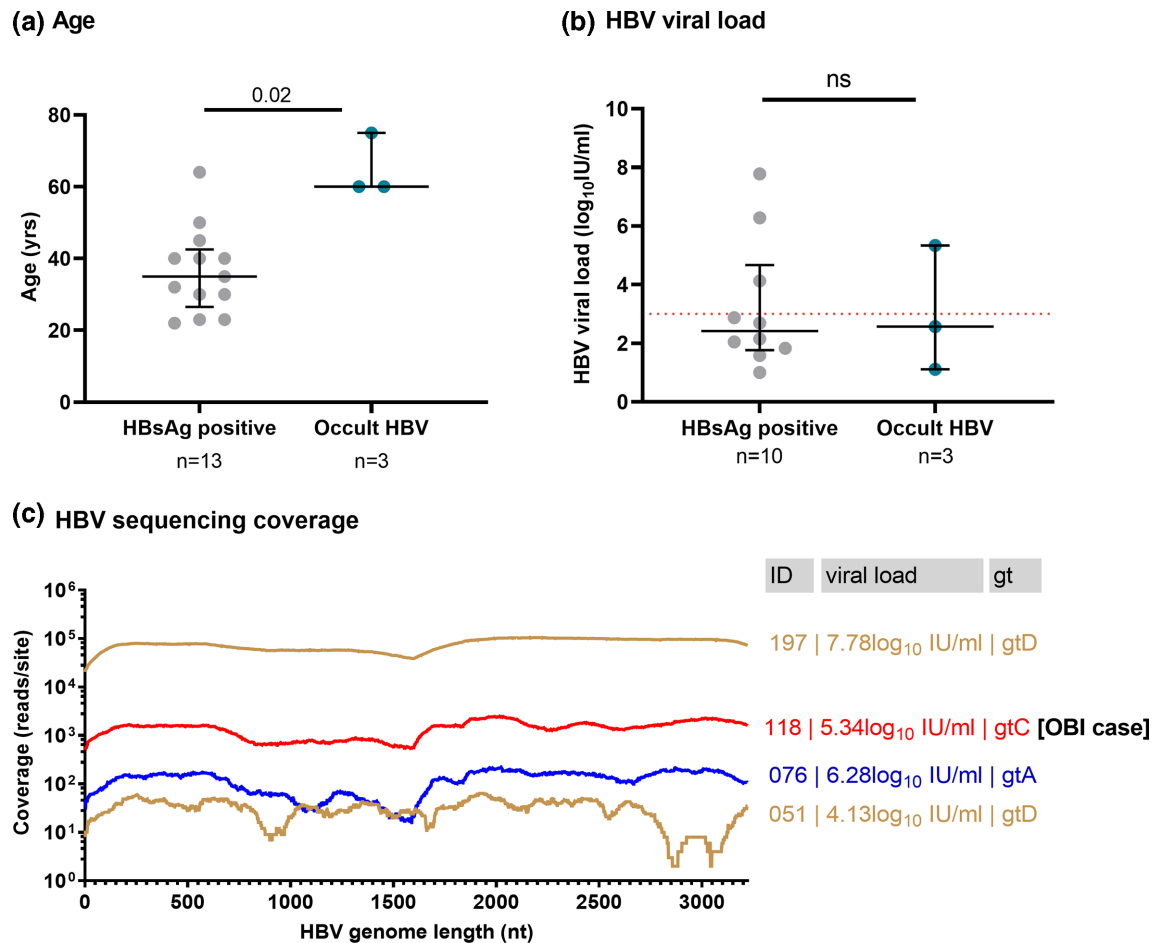 (a) Age
0.02
Age (yrs)
80
60
40
20
0
HBsAg positive
Occult HBV
n=13
n=3
(b) HBV viral load
ns
HBV viral load (log10IU/ml)
10
8
6
4
2
0
HBsAg positive
Occult HBV
n=10
n=3
(c) HBV sequencing coverage
Coverage (reads/site)
10⁶
10⁵
10⁴
10³
10²
10¹
10⁰
0
500
1000
1500
2000
2500
3000
HBV genome length (nt)
ID viral load gt
197 | 7.78log10 IU/ml | gtD
118 | 5.34log10 IU/ml | gtC [OBI case]
076 | 6.28log10 IU/ml | gtA
051 | 4.13log10 IU/ml | gtD